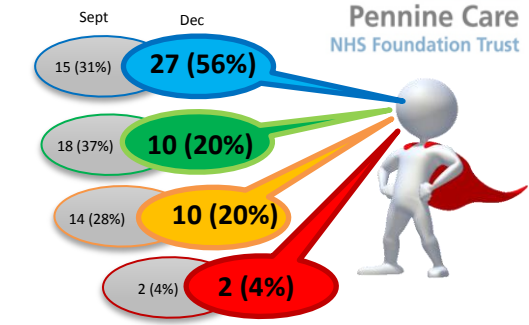 Sept Dec
Pennine Care
NHS Foundation Trust
15 (31%) 27 (56%)
18 (37%) 10 (20%)
14 (28%) 10 (20%)
2 (4%) 2 (4%)